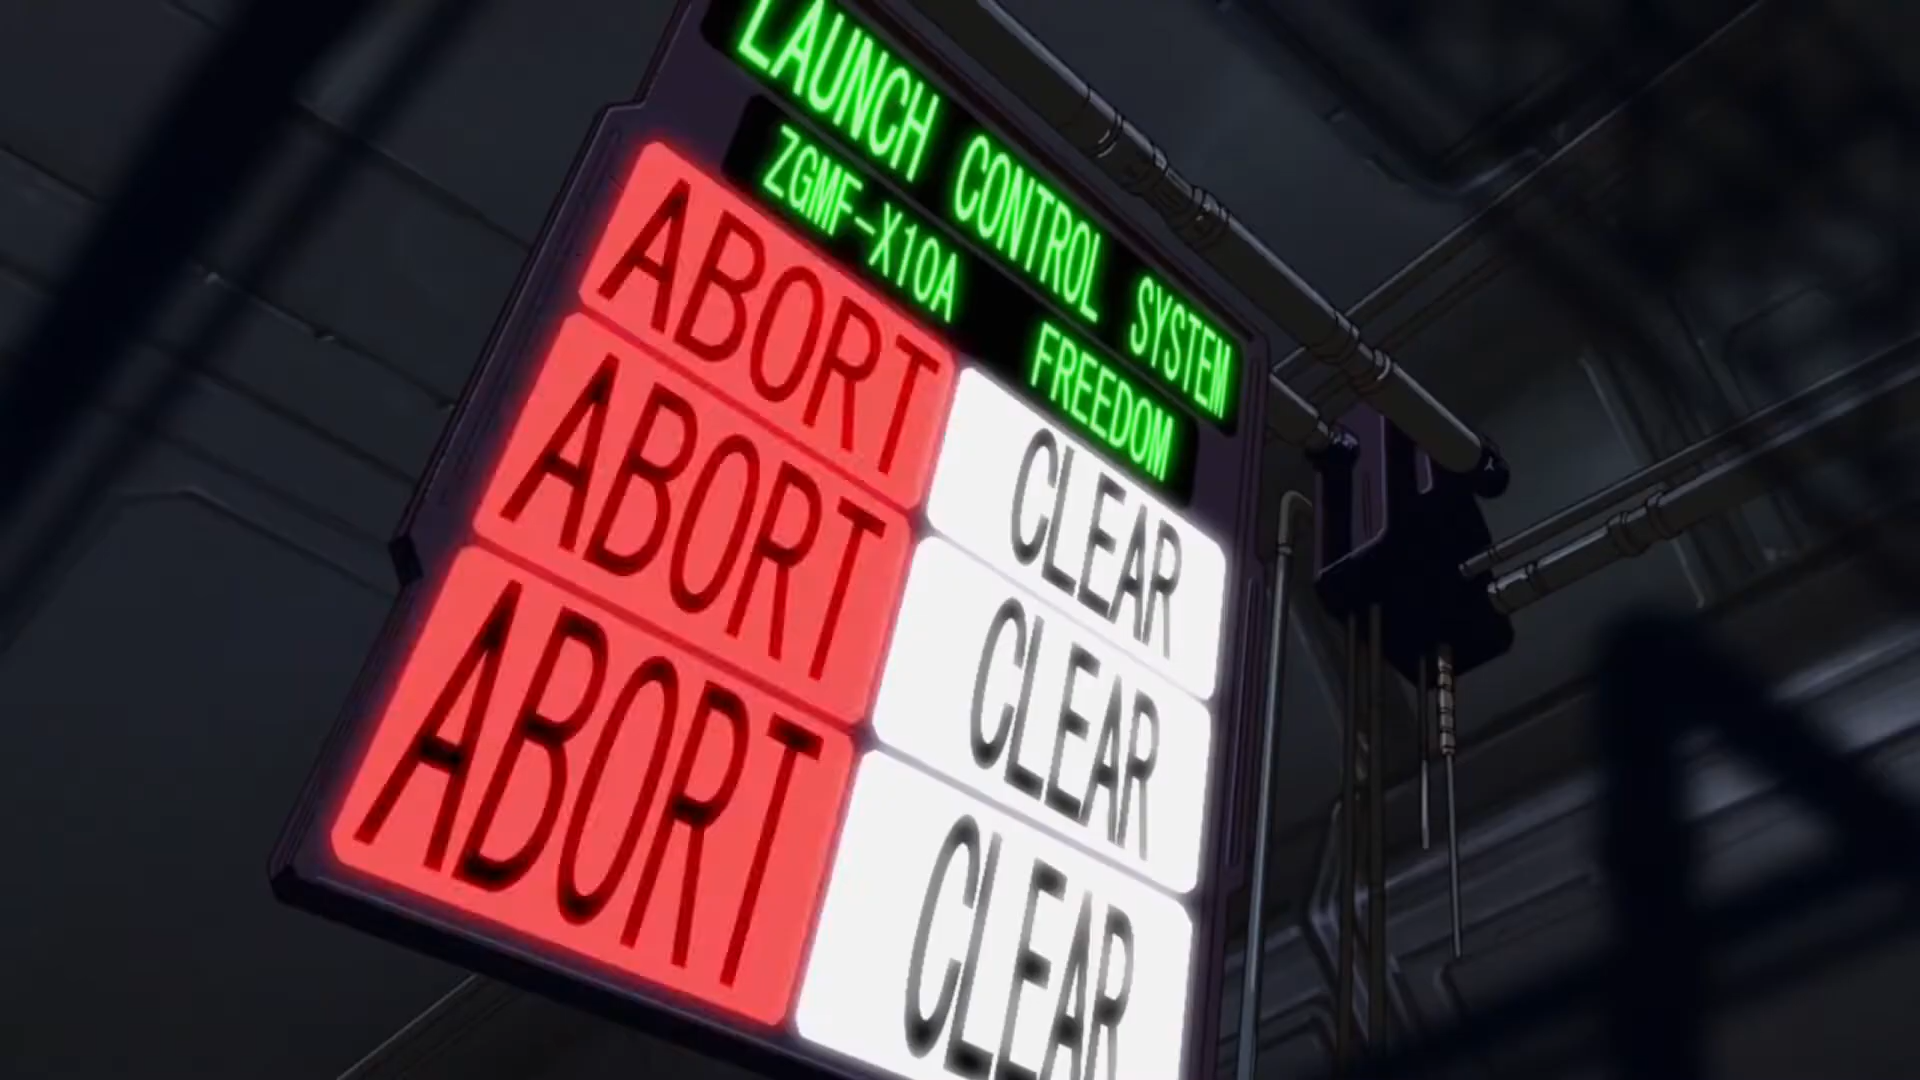 LAUNCH CONTROL SYSTEM
ZGMF-X10A FREEDOM
ABORT CLEAR
ABORT CLEAR
ABORT CLEAR